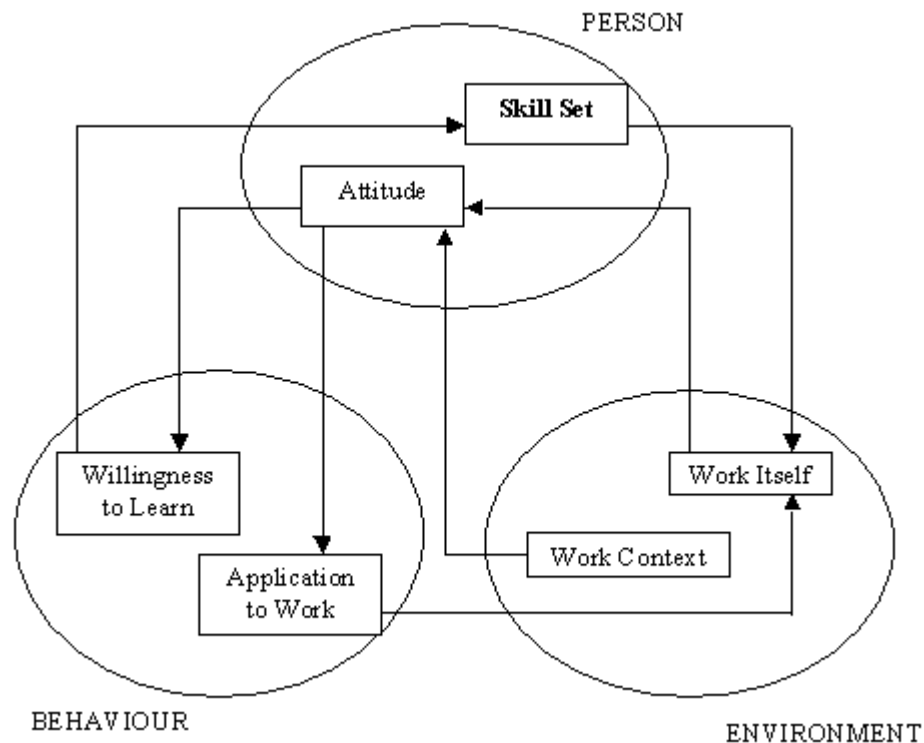 PERSON
Skill Set
Attitude
Willingness
to Learn
Work Itself
Work Context
Application
to Work
BEHAVIOUR
ENVIRONMENT